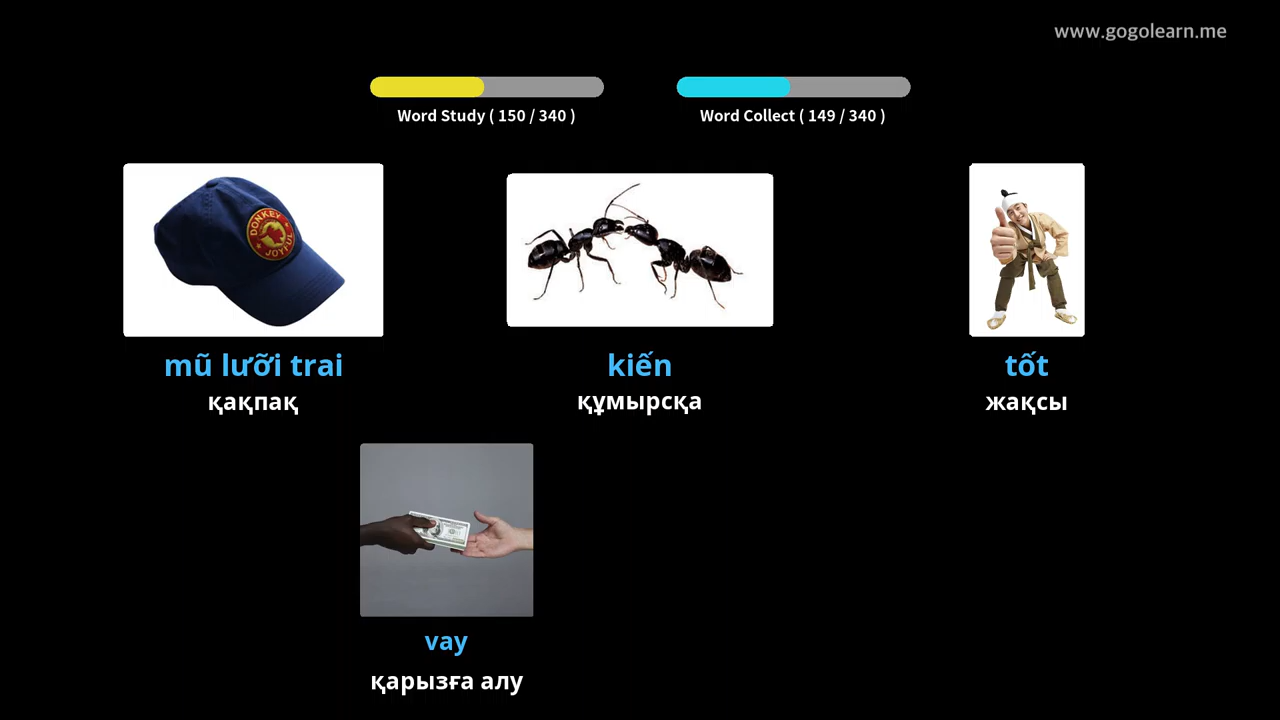 www.gogolearn.me
Word Study ( 150 / 340 )
Word Collect ( 149 / 340 )
DONKEY
JOYFUL
mũ lưỡi trai
қақпақ
kiến
құмырсқа
tốt
жақсы
vay
қарызға алу